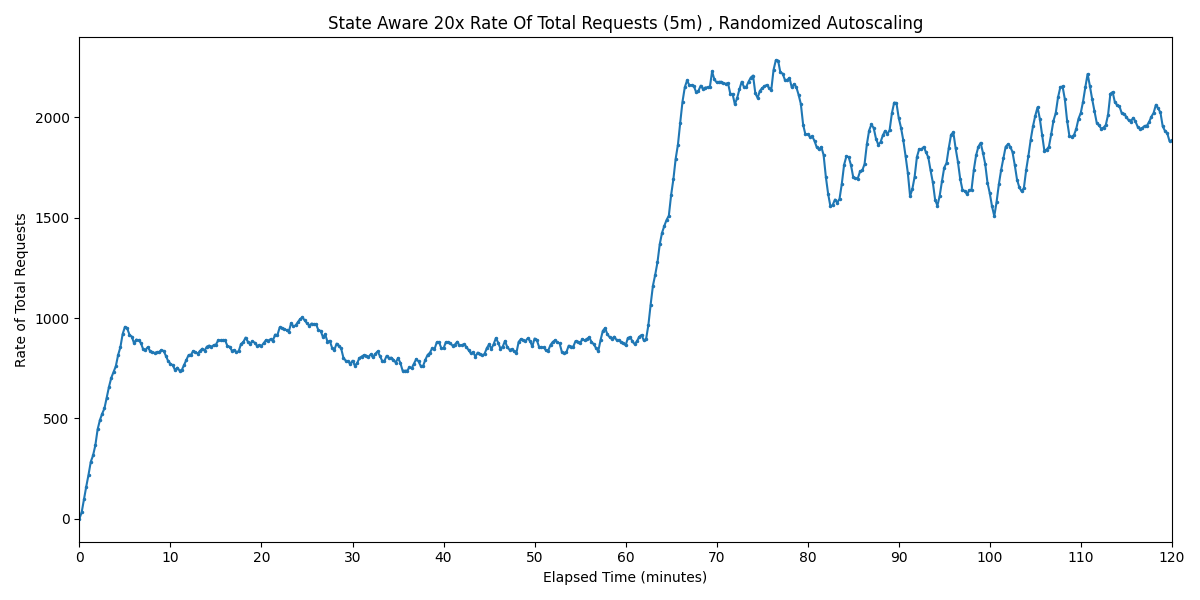 State Aware 20x Rate Of Total Requests (5m) , Randomized Autoscaling
Rate of Total Requests
2000
1500
1000
500
0
0 10 20 30 40 50 60 70 80 90 100 110 120
Elapsed Time (minutes)